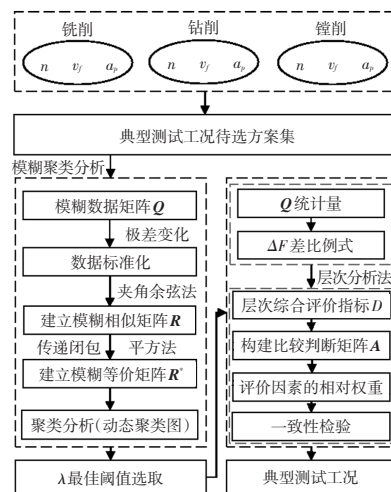 铣削
钻削
镗削
n v_f a_p
n v_f a_p
n v_f a_p
典型测试工况待选方案集
模糊聚类分析
模糊数据矩阵Q
极差变化
数据标准化
夹角余弦法
建立模糊相似矩阵R
传递闭包 平方法
建立模糊等价矩阵R*
聚类分析(动态聚类图)
λ最佳阈值选取
Q统计量
ΔF差比例式
层次分析法
层次综合评价指标D
构建比较判断矩阵A
评价因素的相对权重
一致性检验
典型测试工况